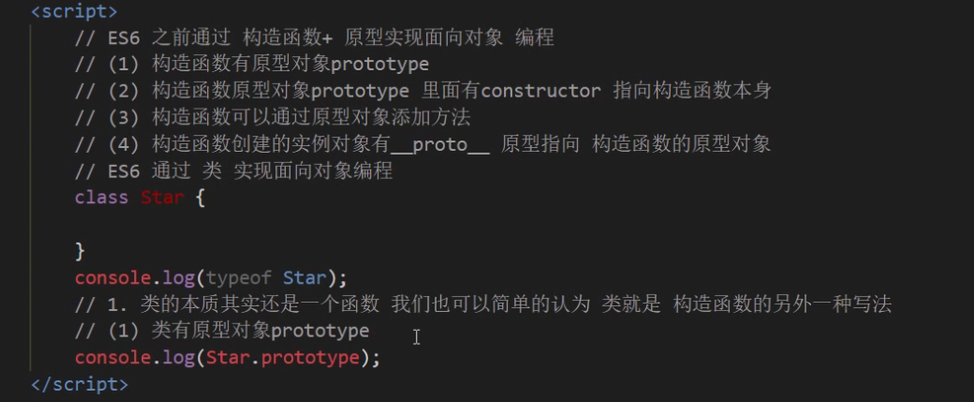 <script>
// ES6 之前通过 构造函数+ 原型实现面向对象 编程
// (1) 构造函数有原型对象prototype
// (2) 构造函数原型对象prototype 里面有constructor 指向构造函数本身
// (3) 构造函数可以通过原型对象添加方法
// (4) 构造函数创建的实例对象有__proto__ 原型指向 构造函数的原型对象
// ES6 通过 类 实现面向对象编程
class Star {
}
console.log(typeof Star);
// 1. 类的本质其实还是一个函数 我们也可以简单的认为 类就是 构造函数的另外一种写法
// (1) 类有原型对象prototype
console.log(Star.prototype);
</script>